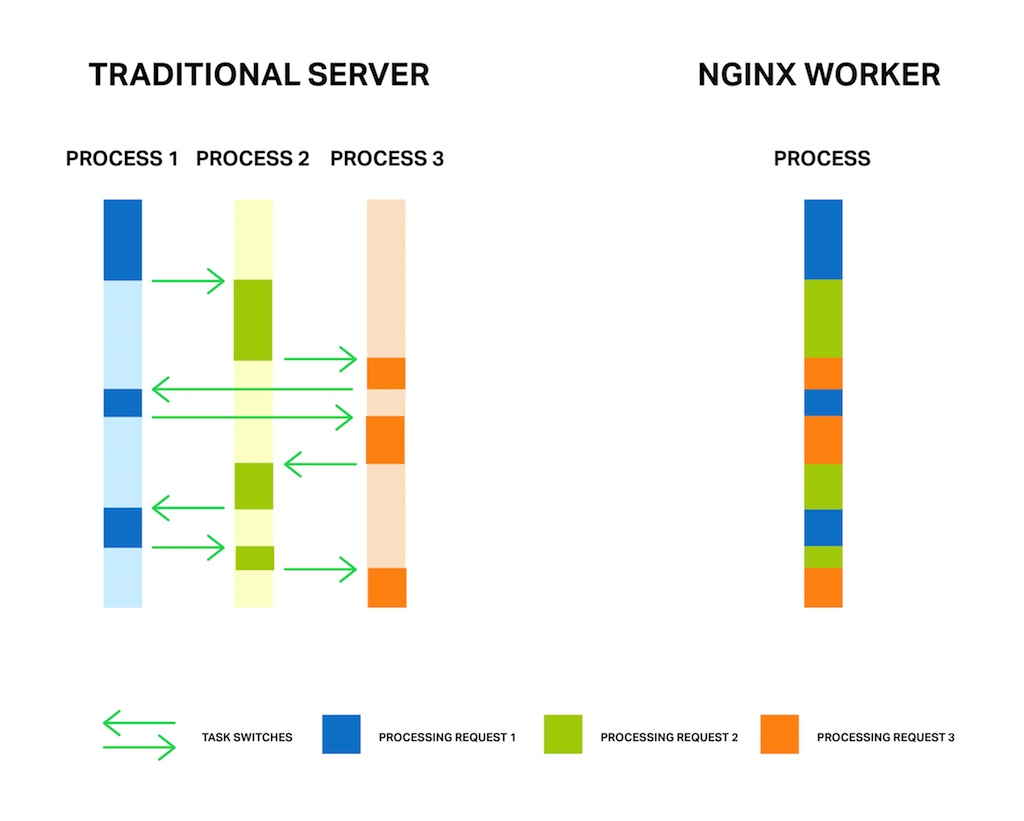 TRADITIONAL SERVER
NGINX WORKER
PROCESS 1
PROCESS 2
PROCESS 3
PROCESS
TASK SWITCHES
PROCESSING REQUEST 1
PROCESSING REQUEST 2
PROCESSING REQUEST 3